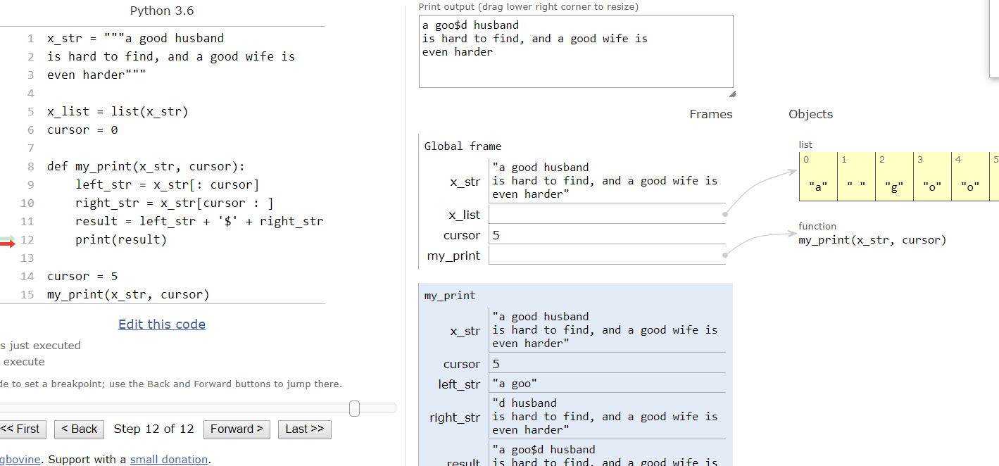 Python 3.6
1 x_str = """a good husband
2 is hard to find, and a good wife is
3 even harder"""
4
5 x_list = list(x_str)
6 cursor = 0
7
8 def my_print(x_str, cursor):
9     left_str = x_str[: cursor]
10     right_str = x_str[cursor : ]
11     result = left_str + '$' + right_str
12     print(result)
13
14 cursor = 5
15 my_print(x_str, cursor)
Edit this code
s just executed
execute
de to set a breakpoint; use the Back and Forward buttons to jump there.
<< First < Back Step 12 of 12 Forward > Last >>
gbovine. Support with a small donation.
Print output (drag lower right corner to resize)
a goo$d husband
is hard to find, and a good wife is
even harder
Frames Objects
Global frame
x_str "a good husband
is hard to find, and a good wife is
even harder"
x_list
cursor 5
my_print
list
0 1 2 3 4 5
"a" " " "g" "o" "o"
function
my_print(x_str, cursor)
my_print
x_str "a good husband
is hard to find, and a good wife is
even harder"
cursor 5
left_str "a goo"
right_str "d husband
is hard to find, and a good wife is
even harder"
result "a goo$d husband
is hard to find, and a good wife is